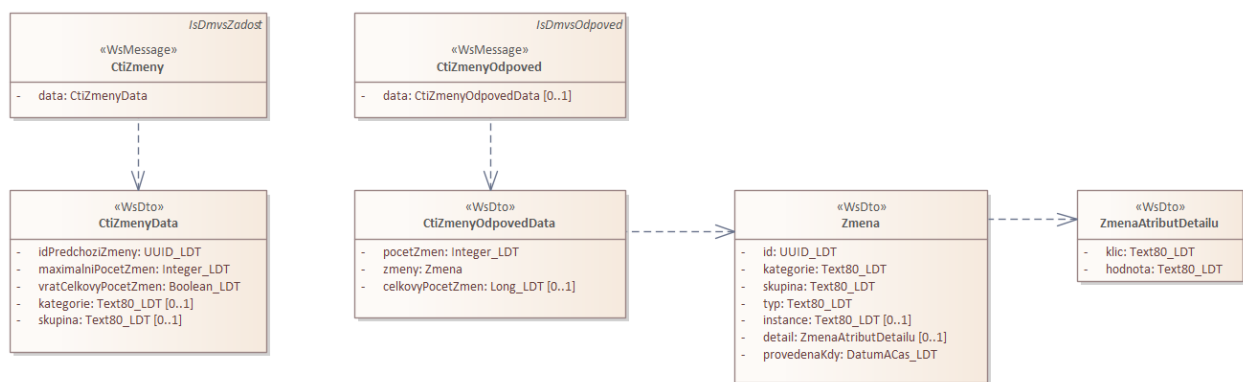 IsDmvsZadost
«WsMessage»
CtiZmeny
- data: CtiZmenyData
IsDmvsOdpoved
«WsMessage»
CtiZmenyOdpoved
- data: CtiZmenyOdpovedData [0..1]
«WsDto»
CtiZmenyData
- idPredchoziZmeny: UUID_LDT
- maximalniPocetZmen: Integer_LDT
- vratCelkovyPocetZmen: Boolean_LDT
- kategorie: Text80_LDT [0..1]
- skupina: Text80_LDT [0..1]
«WsDto»
CtiZmenyOdpovedData
- pocetZmen: Integer_LDT
- zmeny: Zmena
- celkovyPocetZmen: Long_LDT [0..1]
«WsDto»
Zmena
- id: UUID_LDT
- kategorie: Text80_LDT
- skupina: Text80_LDT
- typ: Text80_LDT
- instance: Text80_LDT [0..1]
- detail: ZmenaAtributDetailu [0..1]
- provedenaKdy: DatumACas_LDT
«WsDto»
ZmenaAtributDetailu
- klic: Text80_LDT
- hodnota: Text80_LDT